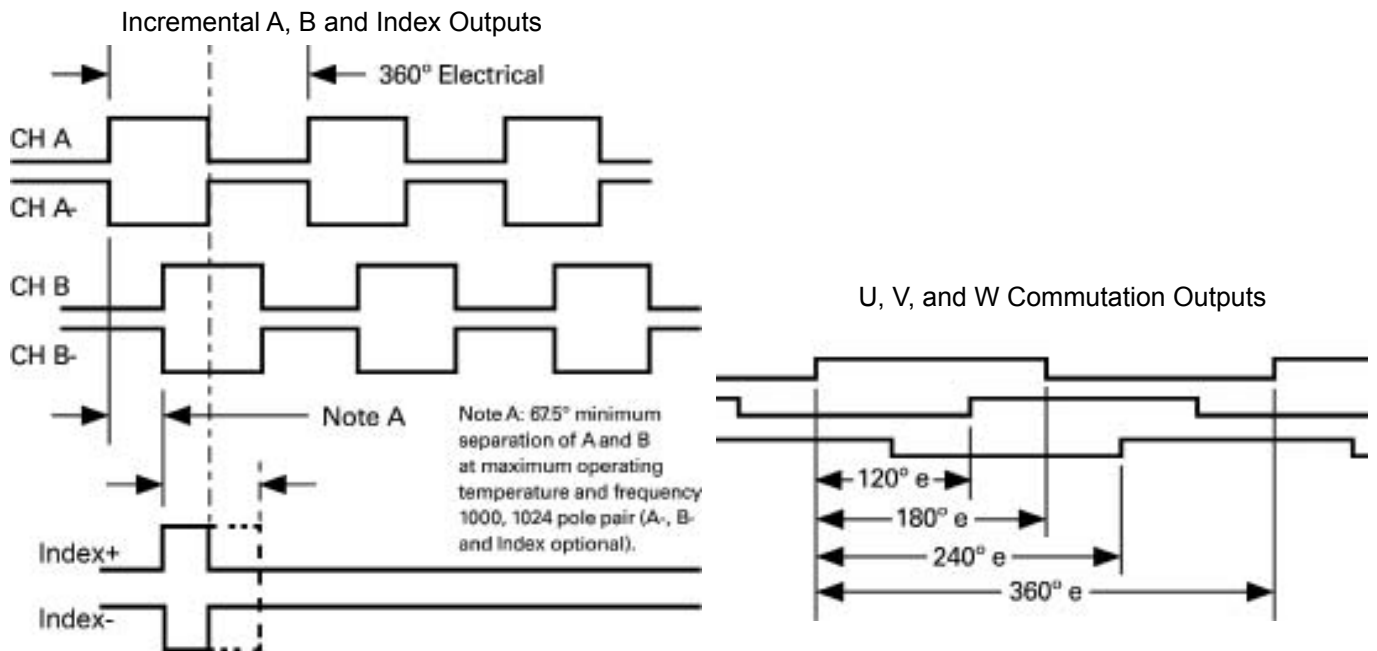 Incremental A, B and Index Outputs
360° Electrical
CH A
CH A-
CH B
CH B-
Note A
Note A: 67.5° minimum
separation of A and B
at maximum operating
temperature and frequency
1000, 1024 pole pair (A-, B-
and Index optional).
Index+
Index-
U, V, and W Commutation Outputs
120° e
180° e
240° e
360° e